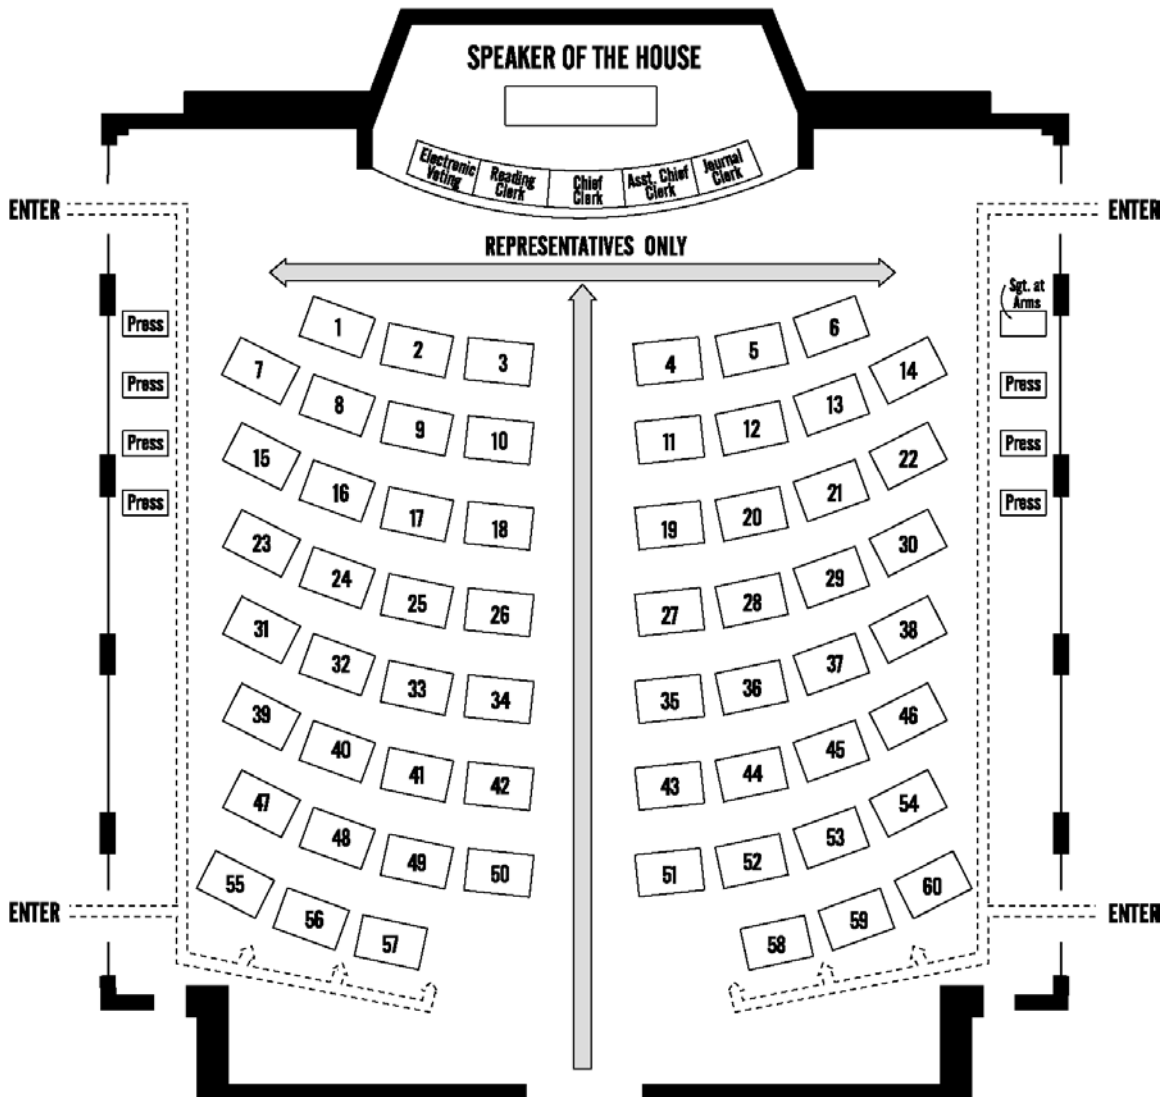 SPEAKER OF THE HOUSE
Electronic
Voting
Reading
Clerk
Chief
Clerk
Asst. Chief
Clerk
Journal
Clerk
ENTER
ENTER
REPRESENTATIVES ONLY
Sgt. at
Arms
Press
Press
Press
Press
Press
Press
Press
1 2 3 4 5 6
7 8 9 10 11 12 13 14
15 16 17 18 19 20 21 22
23 24 25 26 27 28 29 30
31 32 33 34 35 36 37 38
39 40 41 42 43 44 45 46
47 48 49 50 51 52 53 54
55 56 57 58 59 60
ENTER
ENTER